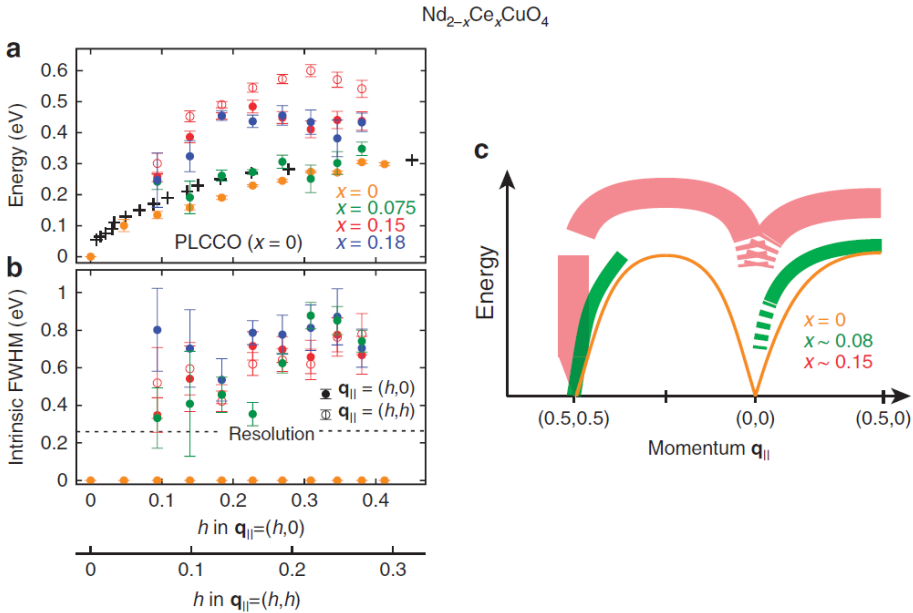 Nd₂₋ₓCeₓCuO₄
a
Energy (eV)
0.6
0.5
0.4
0.3
0.2
0.1
0
x = 0
x = 0.075
x = 0.15
x = 0.18
PLCCO (x = 0)
b
Intrinsic FWHM (eV)
1
0.8
0.6
0.4
0.2
0
q|| = (h,0)
q|| = (h,h)
Resolution
0 0.1 0.2 0.3 0.4
h in q||=(h,0)
0 0.1 0.2 0.3
h in q||=(h,h)
c
Energy
x = 0
x ~ 0.08
x ~ 0.15
(0.5,0.5) (0,0) (0.5,0)
Momentum q||